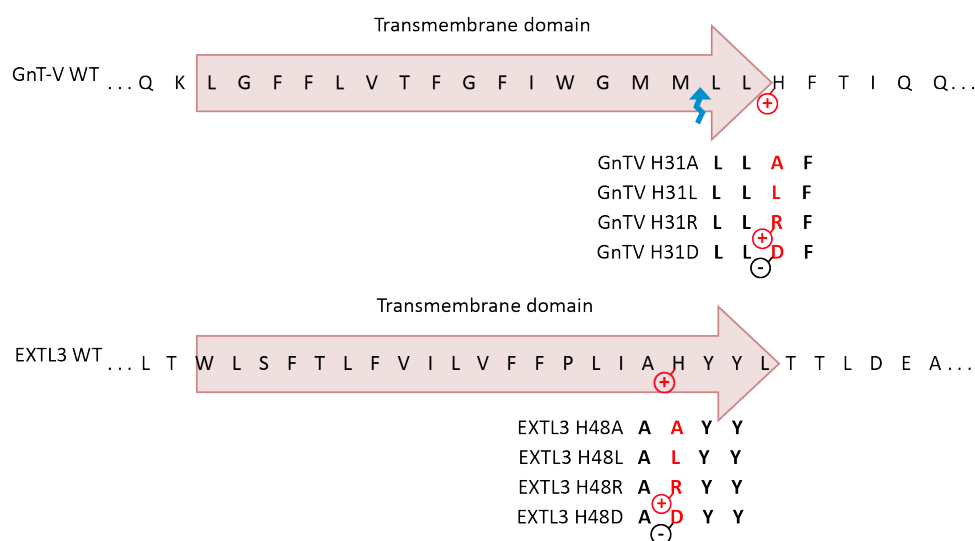 Transmembrane domain
GnT-V WT ...Q K L G F F L V T F G F I W G M M L L H F T I Q Q...
+
GnTV H31A L L A F
GnTV H31L L L L F
GnTV H31R L L R F
+
GnTV H31D L L D F
-
Transmembrane domain
EXTL3 WT ...L T W L S F T L F V I L V F F P L I A H Y Y L T T L D E A...
+
EXTL3 H48A A A Y Y
EXTL3 H48L A L Y Y
EXTL3 H48R A R Y Y
+
EXTL3 H48D A D Y Y
-